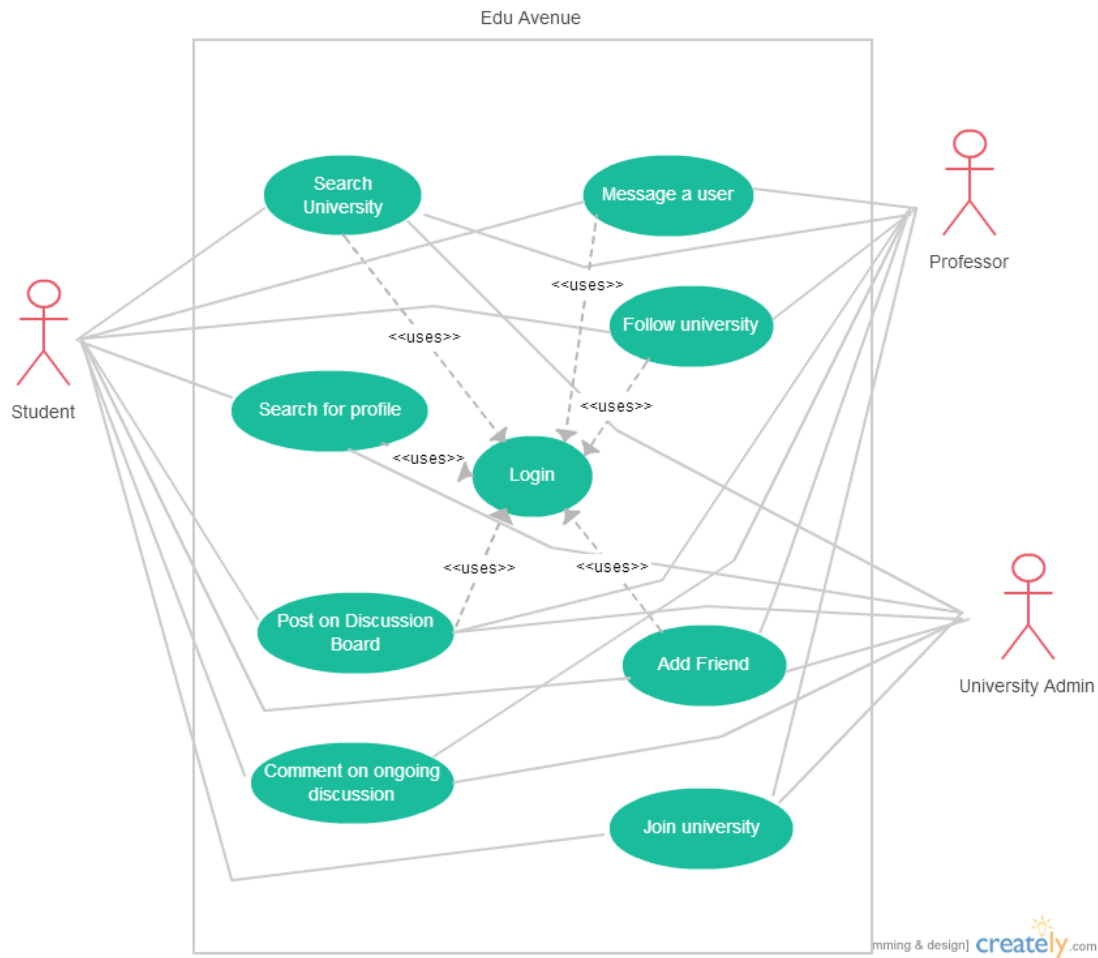 Edu Avenue
Search
University
Message a user
Professor
<<uses>>
Follow university
<<uses>>
Student
Search for profile
<<uses>>
<<uses>>
Login
<<uses>>
<<uses>>
Post on Discussion
Board
Add Friend
University Admin
Comment on ongoing
discussion
Join university
& design]
creately.com